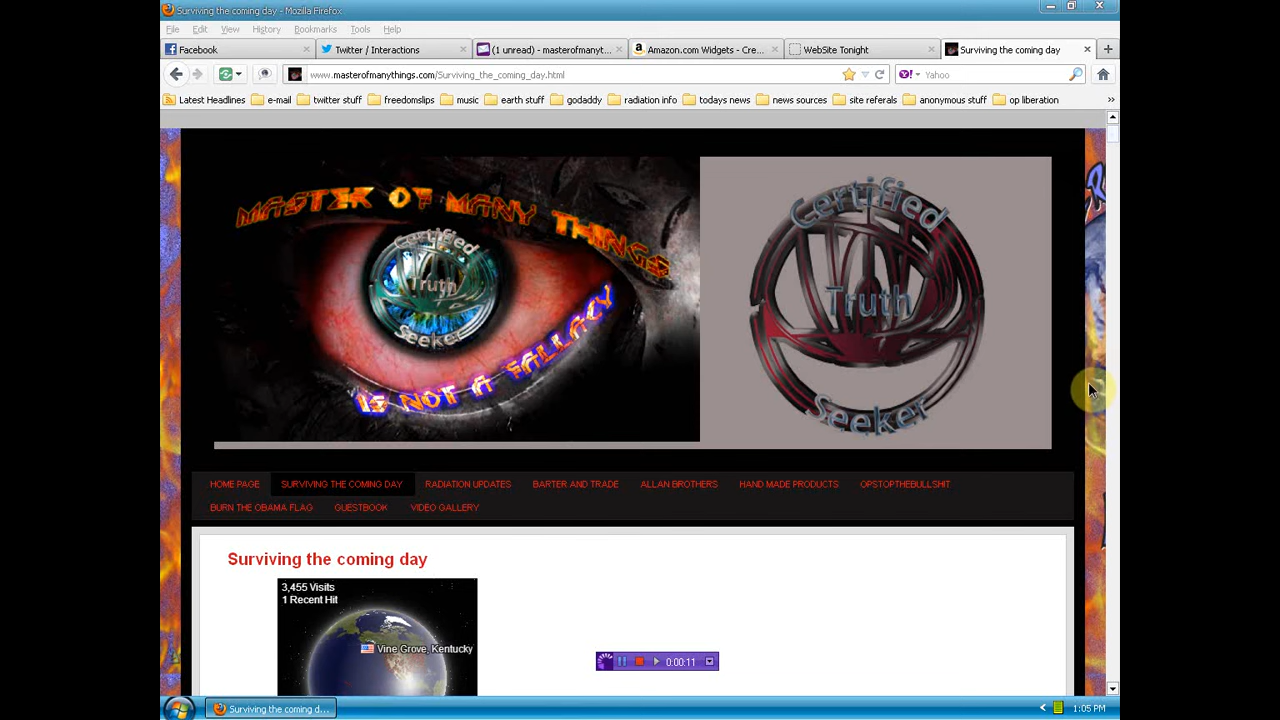 Surviving the coming day - Mozilla Firefox
File Edit View History Bookmarks Tools Help
Facebook × Twitter / Interactions × (1 unread) - masterofmanyt... × Amazon.com Widgets - Cre... × WebSite Tonight × Surviving the coming day ×
www.masterofmanythings.com/Surviving_the_coming_day.html Yahoo
Latest Headlines e-mail twitter stuff freedomslips music earth stuff godaddy radiation info todays news news sources site referals anonymous stuff op liberation »
MASTER OF MANY THINGS
Certified
Truth
Seeker
IS NOT A FALLACY
Certified
Truth
Seeker
HOME PAGE SURVIVING THE COMING DAY RADIATION UPDATES BARTER AND TRADE ALLAN BROTHERS HAND MADE PRODUCTS OPSTOPTHEBULLSHIT
BURN THE OBAMA FLAG GUESTBOOK VIDEO GALLERY
Surviving the coming day
3,455 Visits
1 Recent Hit
Vine Grove, Kentucky
0:00:11
Surviving the coming d... 1:05 PM